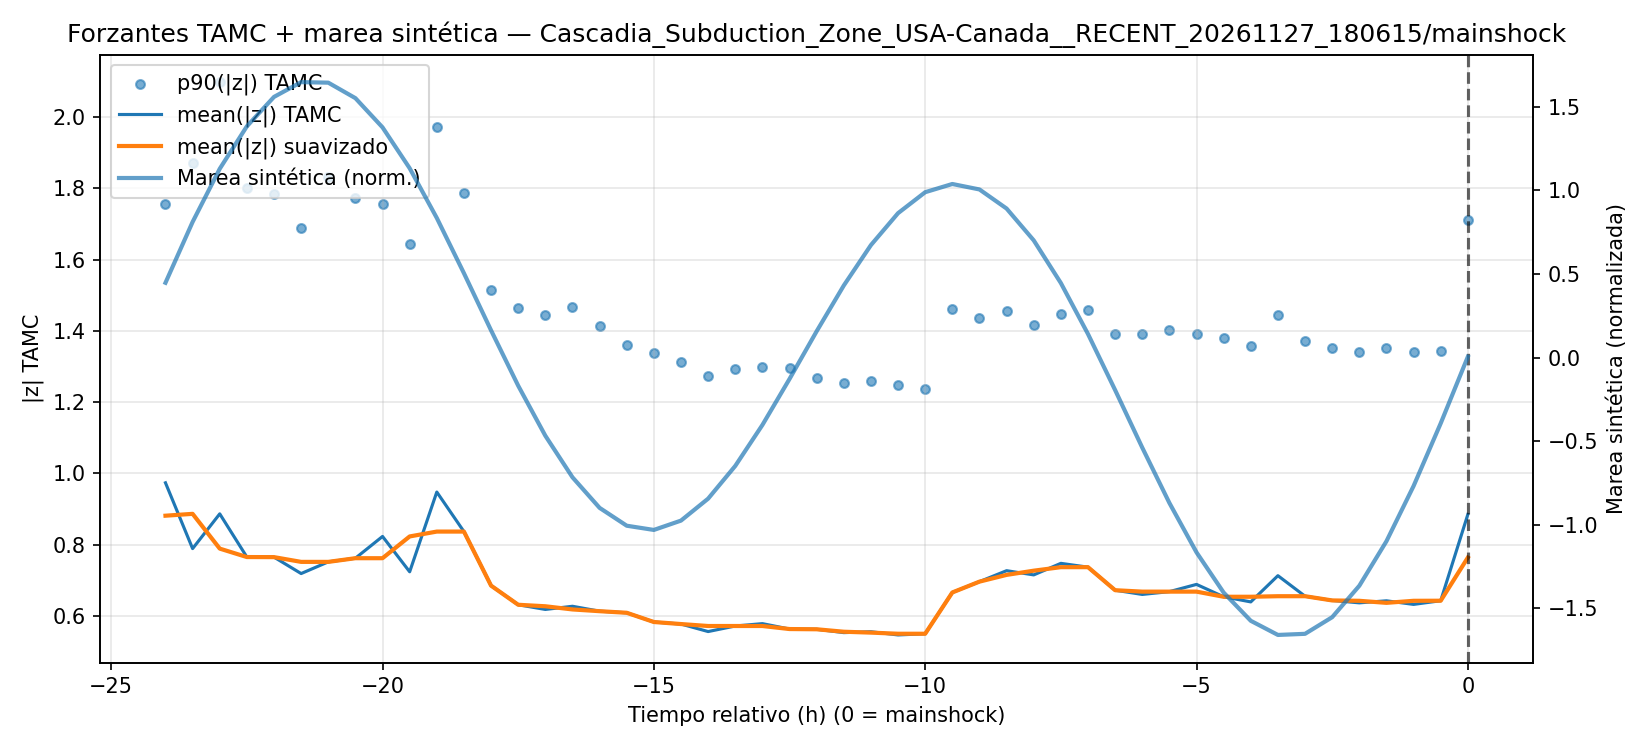 Forzantes TAMC + marea sintética — Cascadia_Subduction_Zone_USA-Canada__RECENT_20261127_180615/mainshock
p90(|z|) TAMC
mean(|z|) TAMC
mean(|z|) suavizado
Marea sintética (norm.)
|z| TAMC
2.0
1.8
1.6
1.4
1.2
1.0
0.8
0.6
1.5
1.0
0.5
0.0
−0.5
−1.0
−1.5
Marea sintética (normalizada)
−25
−20
−15
−10
−5
0
Tiempo relativo (h) (0 = mainshock)